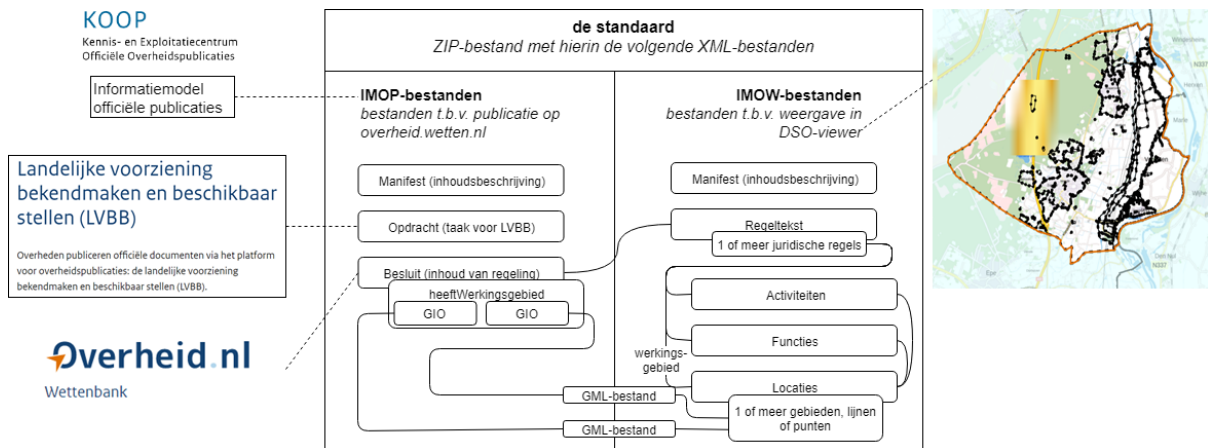 KOOP
Kennis- en Exploitatiecentrum
Officiële Overheidspublicaties
Informatiemodel
officiële publicaties
Landelijke voorziening
bekendmaken en beschikbaar
stellen (LVBB)
Overheden publiceren officiële documenten via het platform
voor overheidspublicaties: de landelijke voorziening
bekendmaken en beschikbaar stellen (LVBB).
Overheid.nl
Wettenbank
de standaard
ZIP-bestand met hierin de volgende XML-bestanden
IMOP-bestanden
bestanden t.b.v. publicatie op
overheid.wetten.nl
Manifest (inhoudsbeschrijving)
Opdracht (taak voor LVBB)
Besluit (inhoud van regeling)
heeftWerkingsgebied
GIO
GIO
IMOW-bestanden
bestanden t.b.v. weergave in
DSO-viewer
Manifest (inhoudsbeschrijving)
Regeltekst
1 of meer juridische regels
Activiteiten
Functies
werkings-
gebied
Locaties
GML-bestand
1 of meer gebieden, lijnen
of punten
GML-bestand
N337
N337
Epe